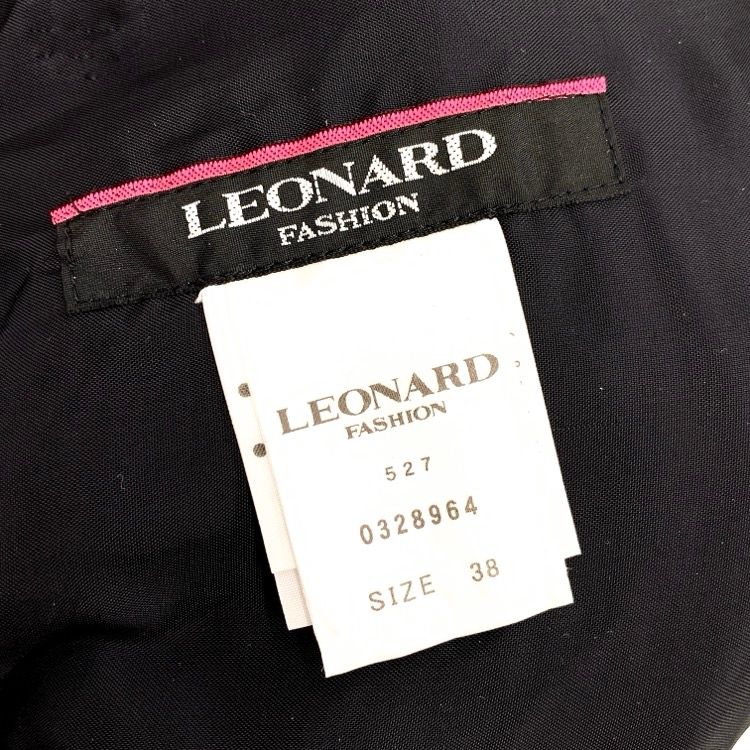 LEONARD
FASHION
LEONARD
FASHION
527
0328964
SIZE 38